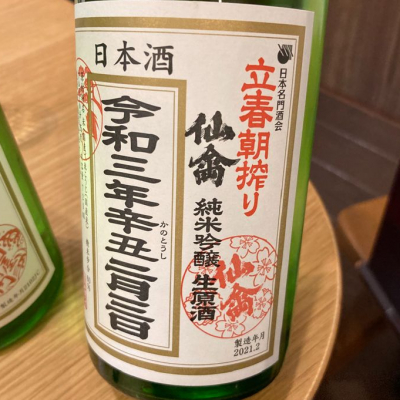 日本名門酒会
立春朝搾り
仙禽
純米吟醸 生原酒
仙禽
製造年月
2021.2
日本酒
令和三年辛丑二月三日
かのとうし